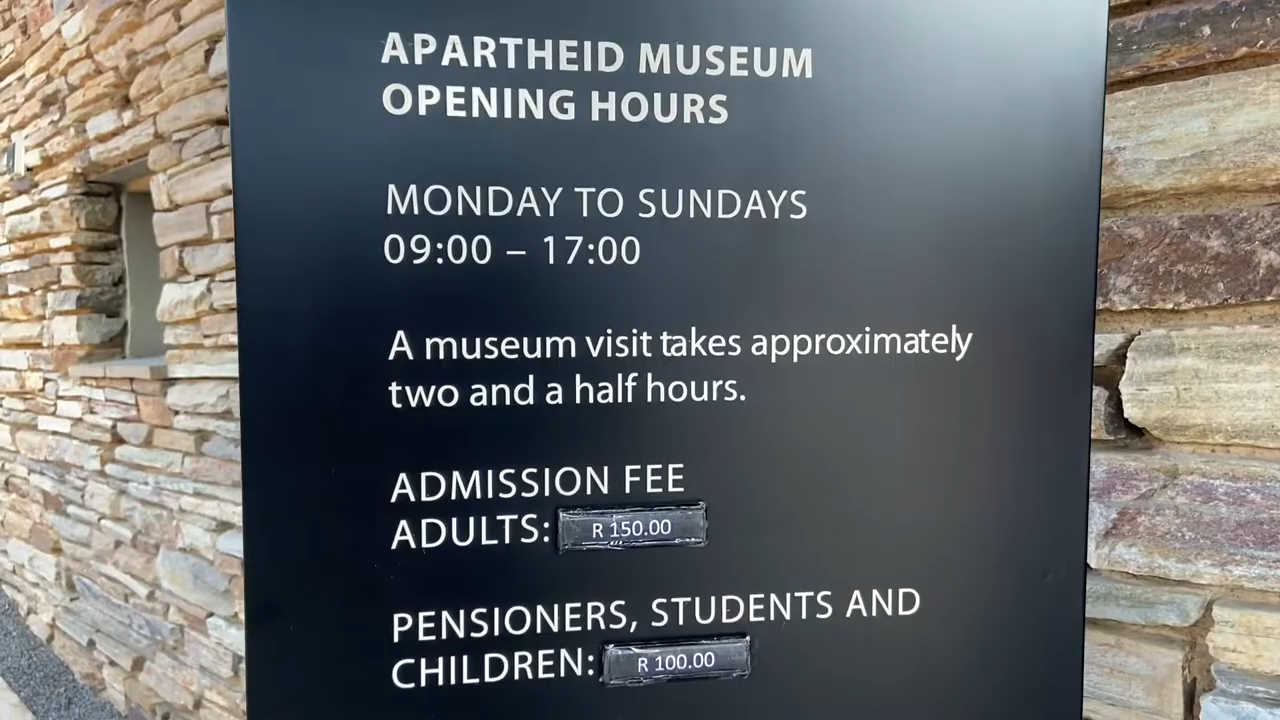 APARTHEID MUSEUM
OPENING HOURS
MONDAY TO SUNDAYS
09:00 – 17:00
A museum visit takes approximately
two and a half hours.
ADMISSION FEE
ADULTS: R 150.00
PENSIONERS, STUDENTS AND
CHILDREN: R 100.00